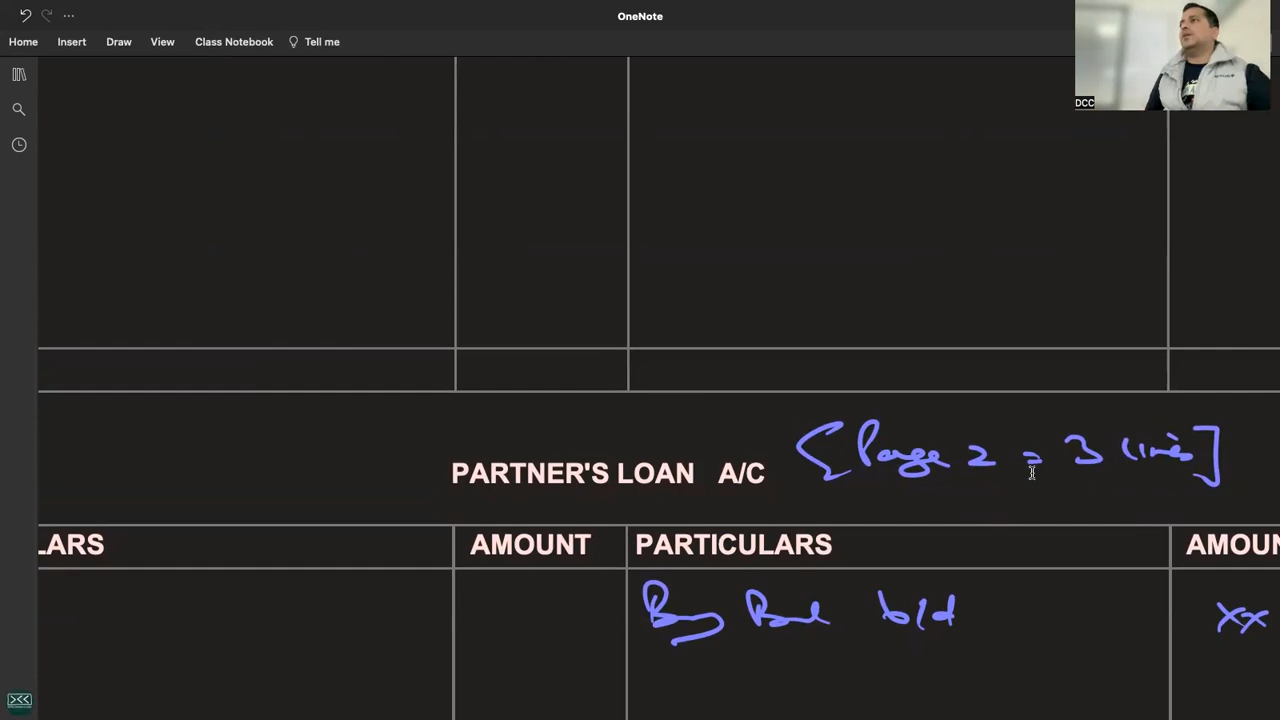 OneNote
Home Insert Draw View Class Notebook Tell me
DCC
PARTNER'S LOAN A/C [Page 2 = 3 lines]
LARS AMOUNT PARTICULARS AMOUN
By Bal b/d xx